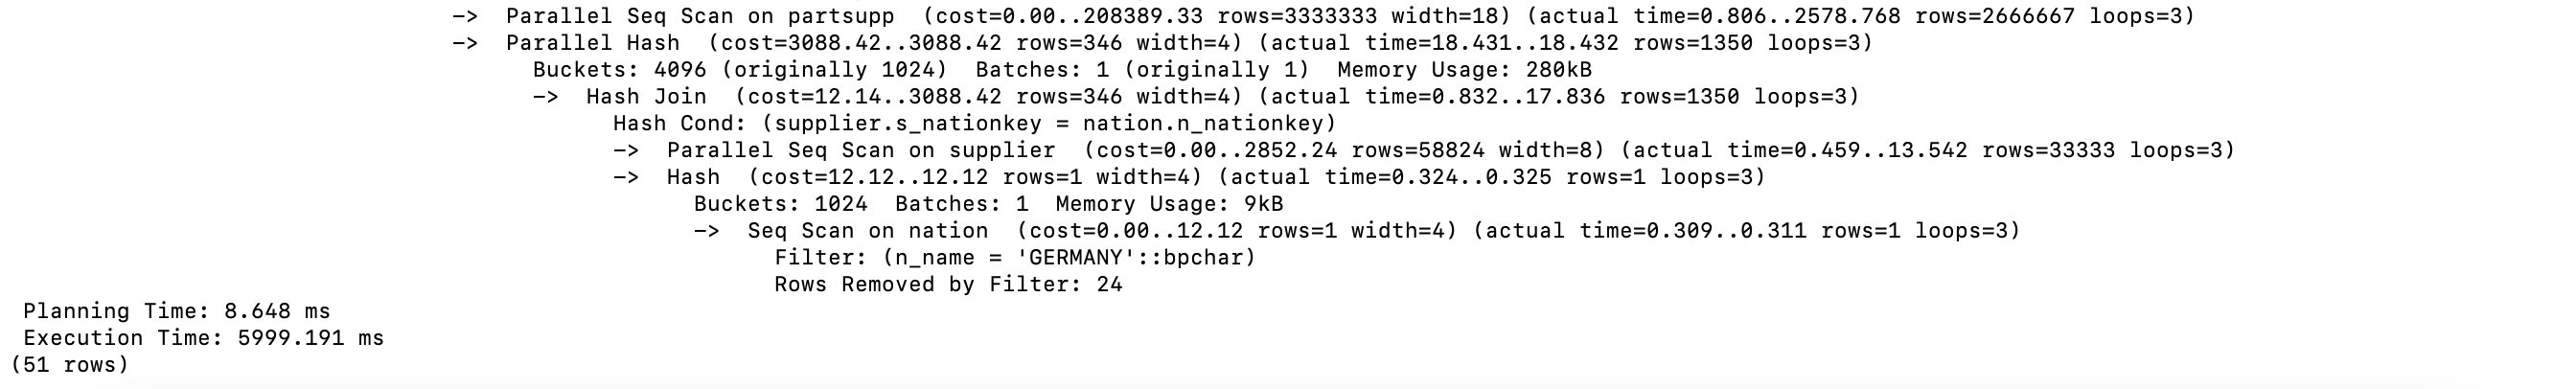 ->  Parallel Seq Scan on partsupp  (cost=0.00..208389.33 rows=3333333 width=18) (actual time=0.806..2578.768 rows=2666667 loops=3)
->  Parallel Hash  (cost=3088.42..3088.42 rows=346 width=4) (actual time=18.431..18.432 rows=1350 loops=3)
Buckets: 4096 (originally 1024)  Batches: 1 (originally 1)  Memory Usage: 280kB
->  Hash Join  (cost=12.14..3088.42 rows=346 width=4) (actual time=0.832..17.836 rows=1350 loops=3)
Hash Cond: (supplier.s_nationkey = nation.n_nationkey)
->  Parallel Seq Scan on supplier  (cost=0.00..2852.24 rows=58824 width=8) (actual time=0.459..13.542 rows=33333 loops=3)
->  Hash  (cost=12.12..12.12 rows=1 width=4) (actual time=0.324..0.325 rows=1 loops=3)
Buckets: 1024  Batches: 1  Memory Usage: 9kB
->  Seq Scan on nation  (cost=0.00..12.12 rows=1 width=4) (actual time=0.309..0.311 rows=1 loops=3)
Filter: (n_name = 'GERMANY'::bpchar)
Rows Removed by Filter: 24
Planning Time: 8.648 ms
Execution Time: 5999.191 ms
(51 rows)